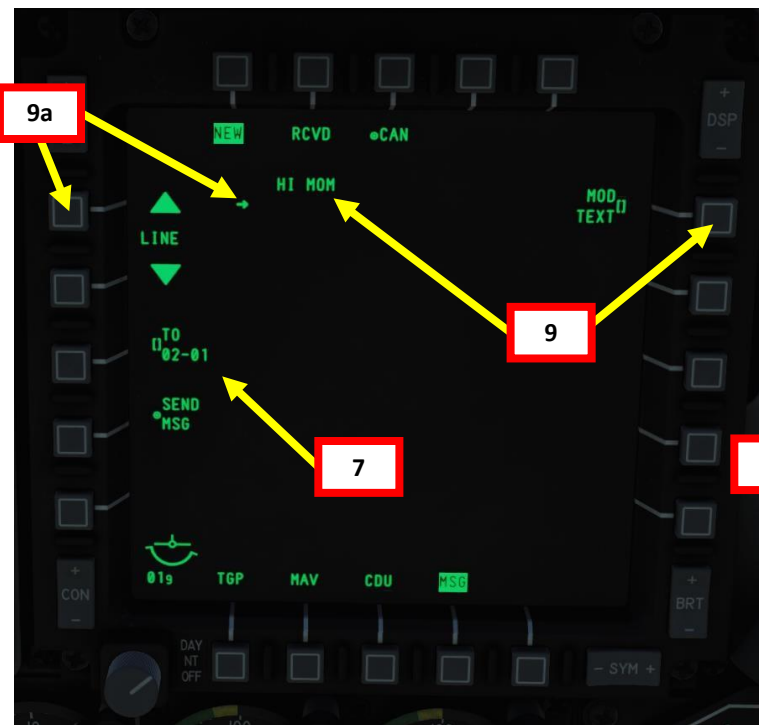 9a
+
DSP
–
NEW RCVD CAN
HI MOM
MOD
TEXT[]
LINE
9
[]TO
02-01
SEND
MSG
7
01g TGP MAV CDU MSG
+
CON
–
+
BRT
–
DAY
NT
OFF
– SYM +